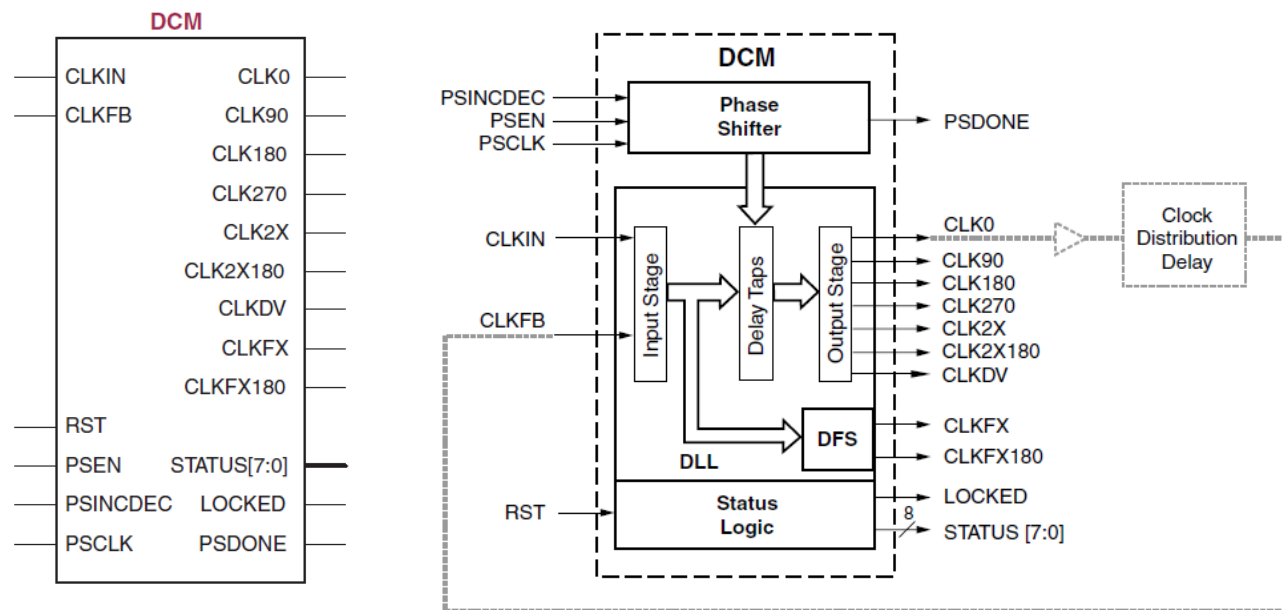 DCM
CLKIN
CLK0
CLKFB
CLK90
CLK180
CLK270
CLK2X
CLK2X180
CLKDV
CLKFX
CLKFX180
RST
PSEN
STATUS[7:0]
PSINCDEC
LOCKED
PSCLK
PSDONE
DCM
PSINCDEC
PSEN
PSCLK
Phase
Shifter
PSDONE
CLKIN
CLKFB
Input Stage
Delay Taps
Output Stage
CLK0
CLK90
CLK180
CLK270
CLK2X
CLK2X180
CLKDV
Clock
Distribution
Delay
DFS
CLKFX
CLKFX180
DLL
RST
Status
Logic
LOCKED
8
STATUS [7:0]